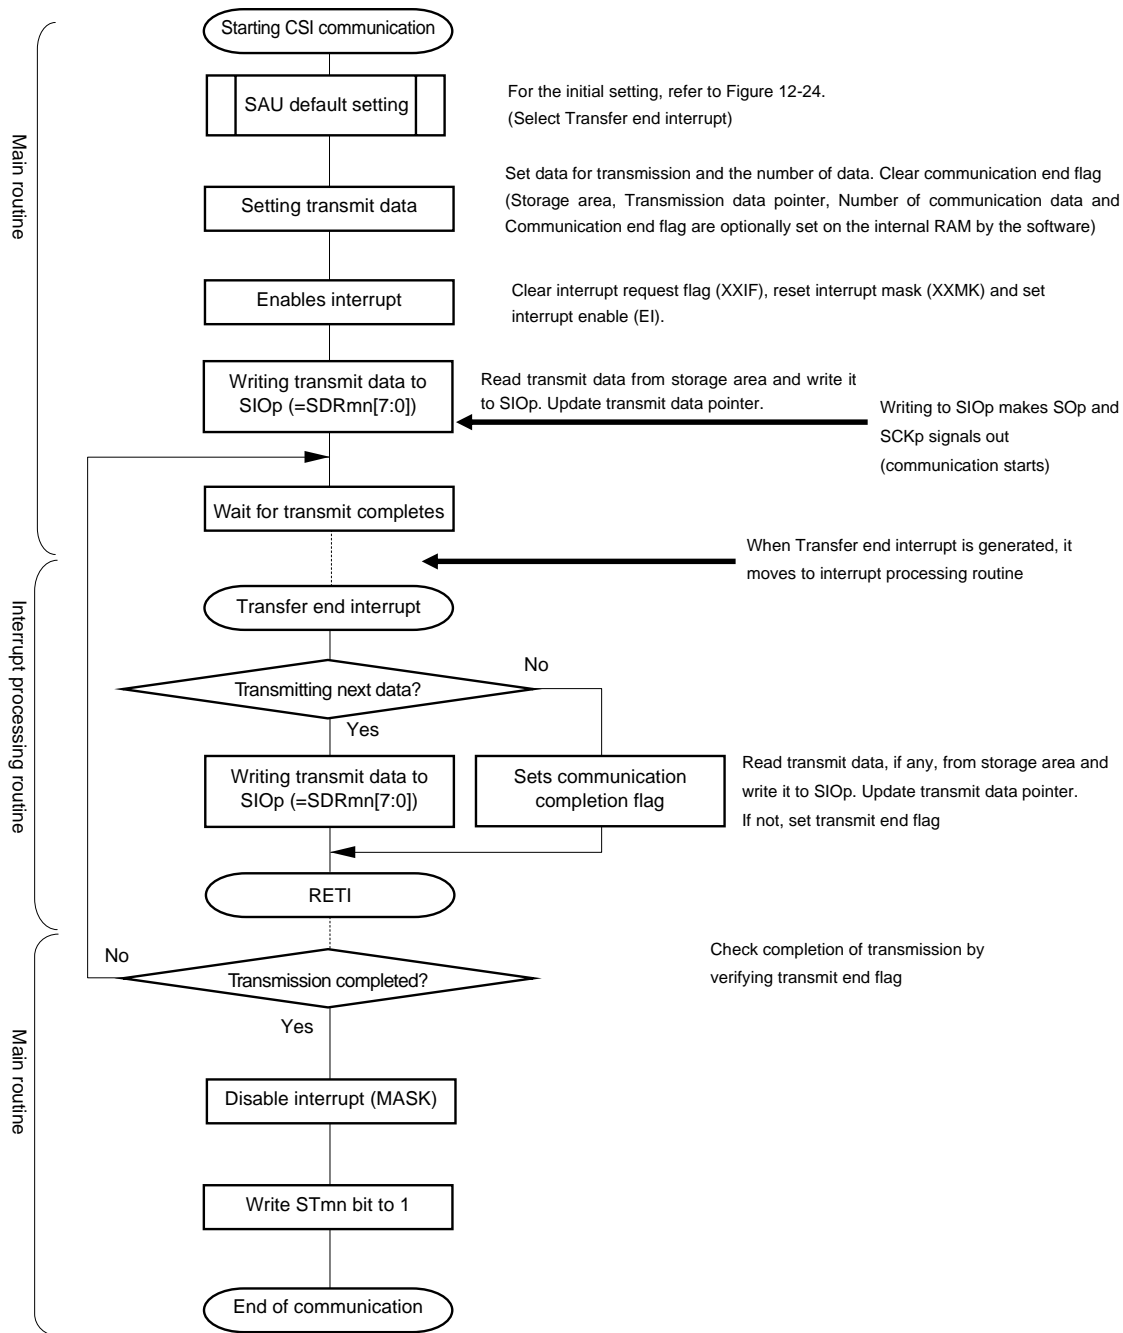 Starting CSI communication
Main routine
SAU default setting
For the initial setting, refer to Figure 12-24.
(Select Transfer end interrupt)
Setting transmit data
Set data for transmission and the number of data. Clear communication end flag
(Storage area, Transmission data pointer, Number of communication data and
Communication end flag are optionally set on the internal RAM by the software)
Enables interrupt
Clear interrupt request flag (XXIF), reset interrupt mask (XXMK) and set
interrupt enable (EI).
Writing transmit data to
SIOp (=SDRmn[7:0])
Read transmit data from storage area and write it
to SIOp. Update transmit data pointer.
Writing to SIOp makes SOp and
SCKp signals out
(communication starts)
Wait for transmit completes
When Transfer end interrupt is generated, it
moves to interrupt processing routine
Interrupt processing routine
Transfer end interrupt
No
Transmitting next data?
Yes
Writing transmit data to
SIOp (=SDRmn[7:0])
Sets communication
completion flag
Read transmit data, if any, from storage area and
write it to SIOp. Update transmit data pointer.
If not, set transmit end flag
RETI
Main routine
No
Transmission completed?
Check completion of transmission by
verifying transmit end flag
Yes
Disable interrupt (MASK)
Write STmn bit to 1
End of communication